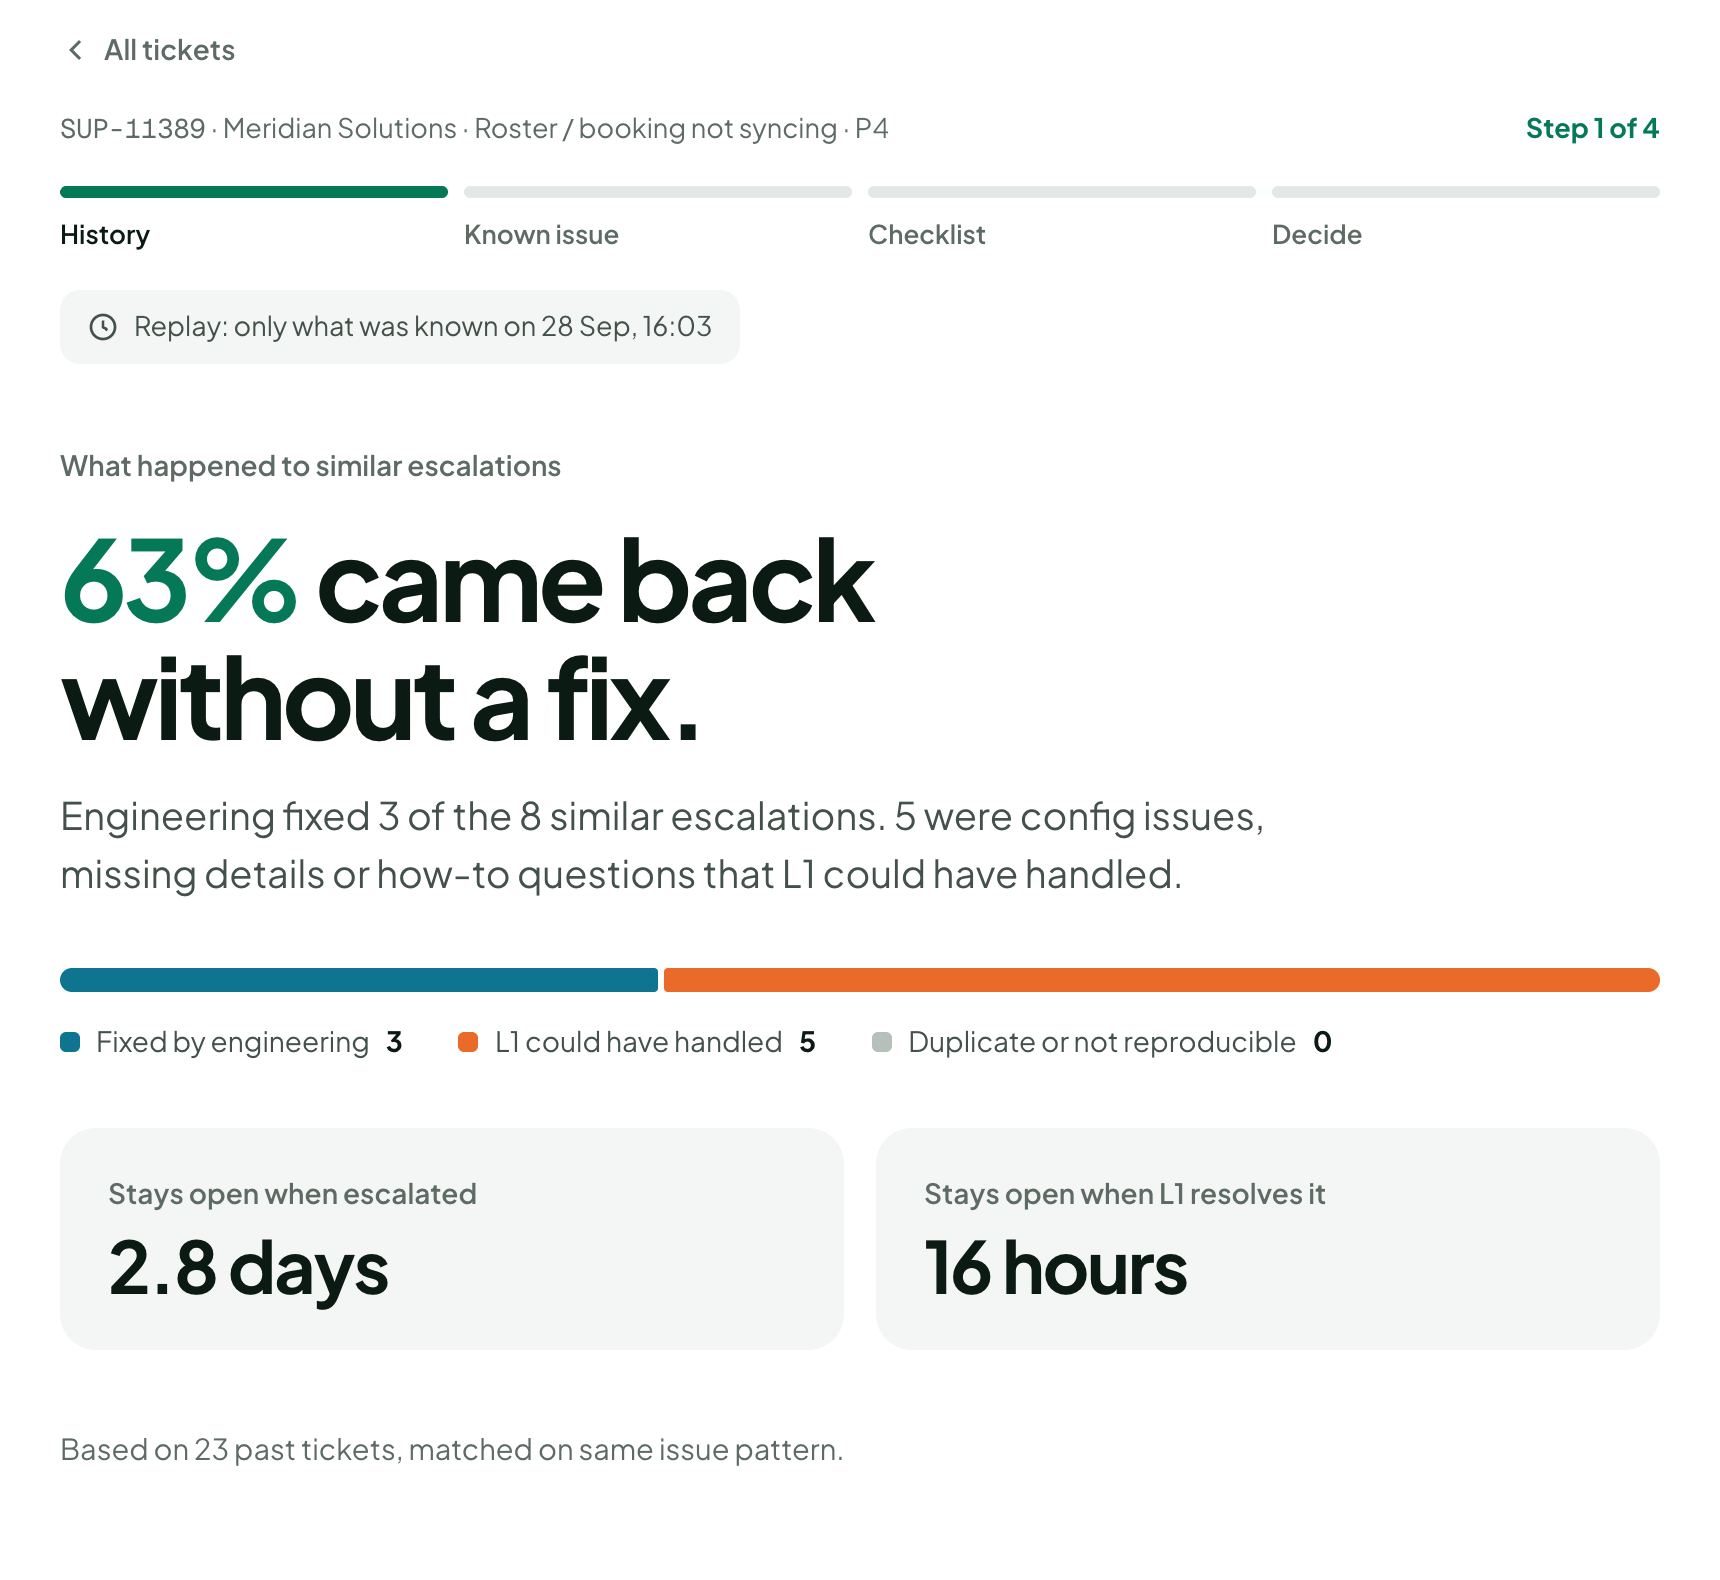 All tickets
SUP-11389 · Meridian Solutions · Roster / booking not syncing · P4
Step 1 of 4
History
Known issue
Checklist
Decide
Replay: only what was known on 28 Sep, 16:03
What happened to similar escalations
63% came back
without a fix.
Engineering fixed 3 of the 8 similar escalations. 5 were config issues,
missing details or how-to questions that L1 could have handled.
Fixed by engineering 3
L1 could have handled 5
Duplicate or not reproducible 0
Stays open when escalated
2.8 days
Stays open when L1 resolves it
16 hours
Based on 23 past tickets, matched on same issue pattern.